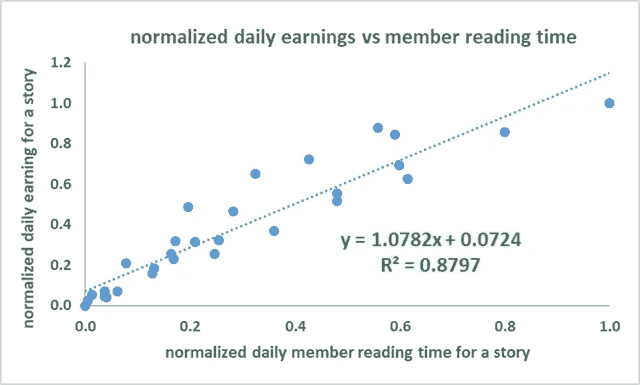 normalized daily earnings vs member reading time
normalized daily earning for a story
1.2
1.0
0.8
0.6
0.4
0.2
0.0
y = 1.0782x + 0.0724
R² = 0.8797
0.0 0.2 0.4 0.6 0.8 1.0
normalized daily member reading time for a story